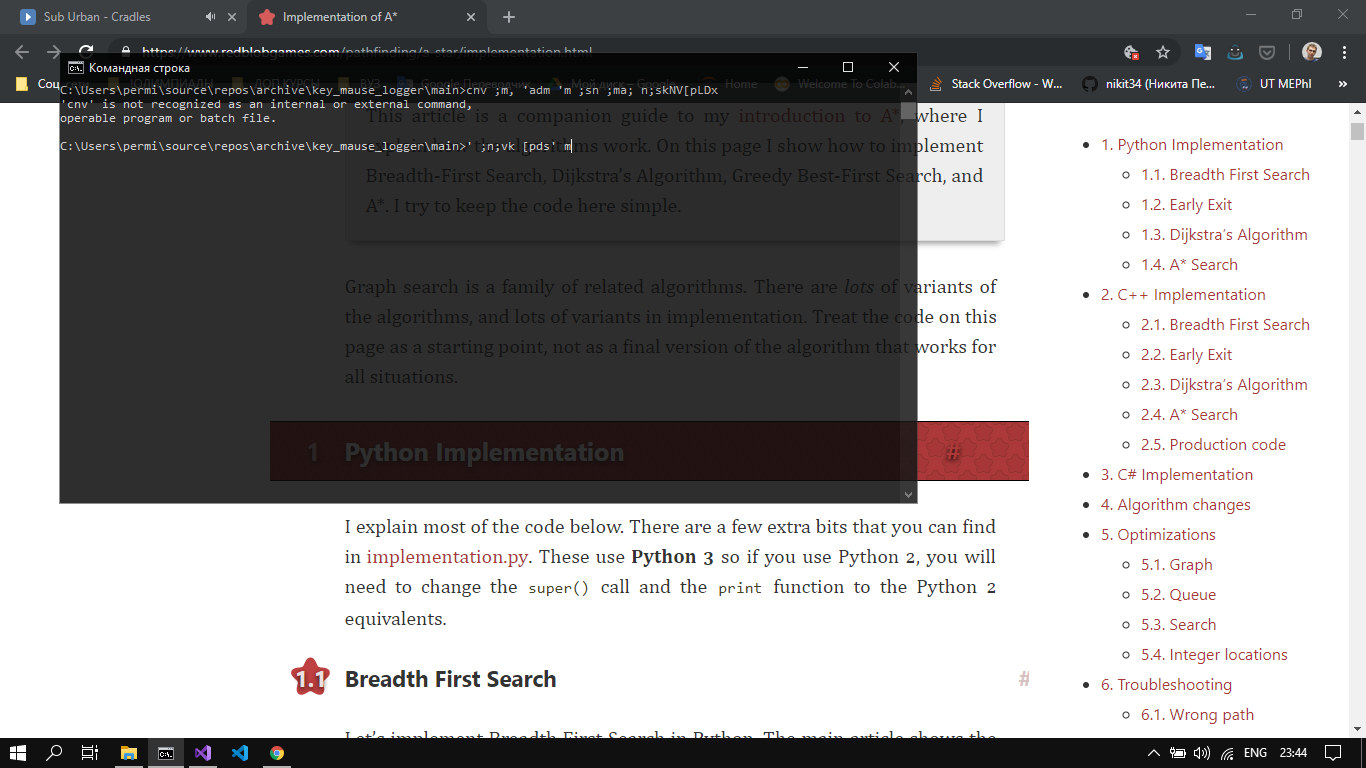 Sub Urban - Cradles
Implementation of A*
https://www.redblobgames.com/pathfinding/a-star/implementation.html
Командная строка
Stack Overflow - W...
nikit34 (Никита Пе...
UT MEPhI
»
ДОП КУРСЫ
ВУЗ
Google Переводчик
Мой диск – Google
Home
Welcome To Colab...
C:\Users\permi\source\repos\archive\key_mause_logger\main>cnv ;m, 'adm 'm ;sn ;ma; n;skNV[pLDx
'cnv' is not recognized as an internal or external command,
operable program or batch file.
C:\Users\permi\source\repos\archive\key_mause_logger\main>' ;n;vk [pds' m
This article is a companion guide to my introduction to A* where I
algorithms work. On this page I show how to implement
Breadth-First Search, Dijkstra's Algorithm, Greedy Best-First Search, and
A*. I try to keep the code here simple.
Graph search is a family of related algorithms. There are lots of variants of
the algorithms, and lots of variants in implementation. Treat the code on this
page as a starting point, not as a final version of the algorithm that works for
all situations.
1 Python Implementation #
I explain most of the code below. There are a few extra bits that you can find
in implementation.py. These use Python 3 so if you use Python 2, you will
need to change the super() call and the print function to the Python 2
equivalents.
1.1 Breadth First Search #
Let's implement Breadth First Search in Python. The main article shows the
1. Python Implementation
1.1. Breadth First Search
1.2. Early Exit
1.3. Dijkstra's Algorithm
1.4. A* Search
2. C++ Implementation
2.1. Breadth First Search
2.2. Early Exit
2.3. Dijkstra's Algorithm
2.4. A* Search
2.5. Production code
3. C# Implementation
4. Algorithm changes
5. Optimizations
5.1. Graph
5.2. Queue
5.3. Search
5.4. Integer locations
6. Troubleshooting
6.1. Wrong path
ENG
23:44